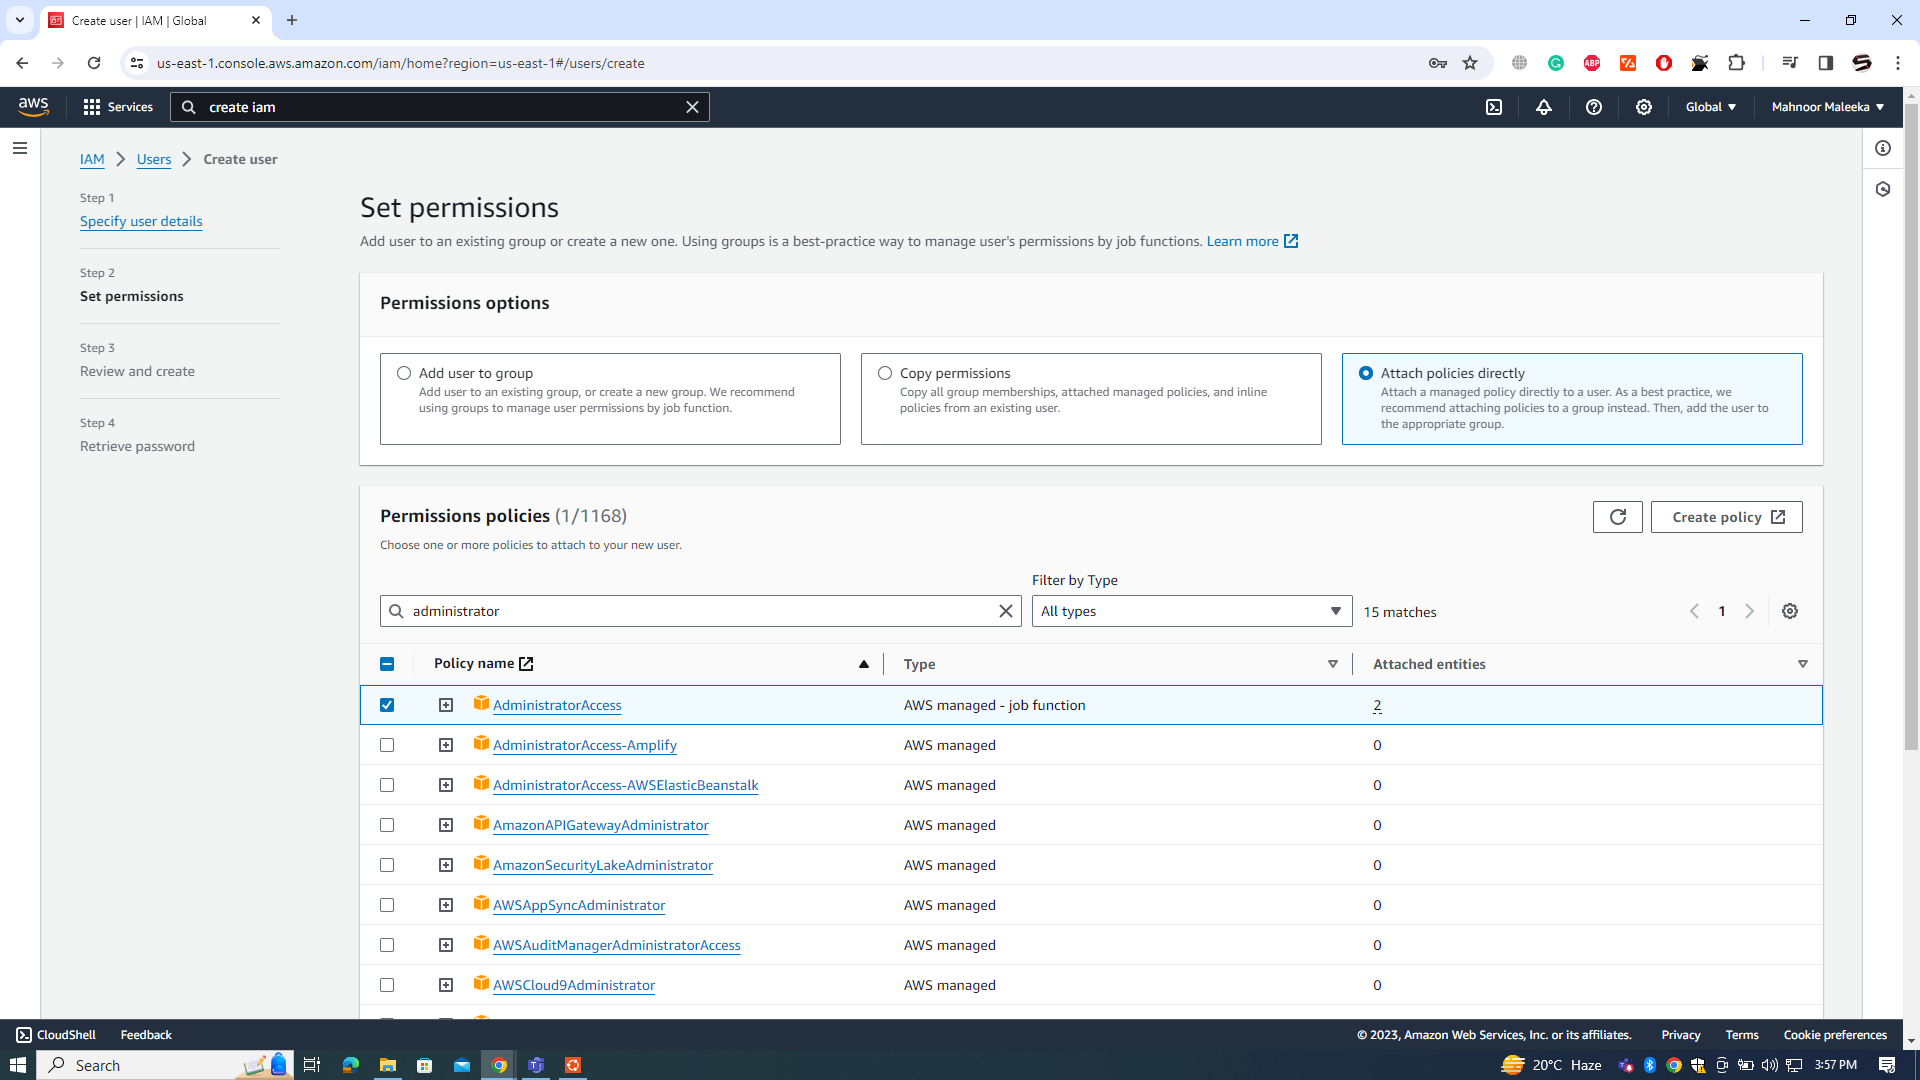 Create user | IAM | Global
us-east-1.console.aws.amazon.com/iam/home?region=us-east-1#/users/create
ABP
aws
Services
create iam
Global
Mahnoor Maleeka
IAM
Users
Create user
Step 1
Specify user details
Step 2
Set permissions
Step 3
Review and create
Step 4
Retrieve password
Set permissions
Add user to an existing group or create a new one. Using groups is a best-practice way to manage user's permissions by job functions. Learn more
Permissions options
Add user to group
Add user to an existing group, or create a new group. We recommend
using groups to manage user permissions by job function.
Copy permissions
Copy all group memberships, attached managed policies, and inline
policies from an existing user.
Attach policies directly
Attach a managed policy directly to a user. As a best practice, we
recommend attaching policies to a group instead. Then, add the user to
the appropriate group.
Permissions policies (1/1168)
Create policy
Choose one or more policies to attach to your new user.
Filter by Type
administrator
All types
15 matches
1
Policy name
Type
Attached entities
AdministratorAccess
AWS managed - job function
2
AdministratorAccess-Amplify
AWS managed
0
AdministratorAccess-AWSElasticBeanstalk
AWS managed
0
AmazonAPIGatewayAdministrator
AWS managed
0
AmazonSecurityLakeAdministrator
AWS managed
0
AWSAppSyncAdministrator
AWS managed
0
AWSAuditManagerAdministratorAccess
AWS managed
0
AWSCloud9Administrator
AWS managed
0
CloudShell
Feedback
© 2023, Amazon Web Services, Inc. or its affiliates.
Privacy
Terms
Cookie preferences
Search
20°C Haze
3:57 PM